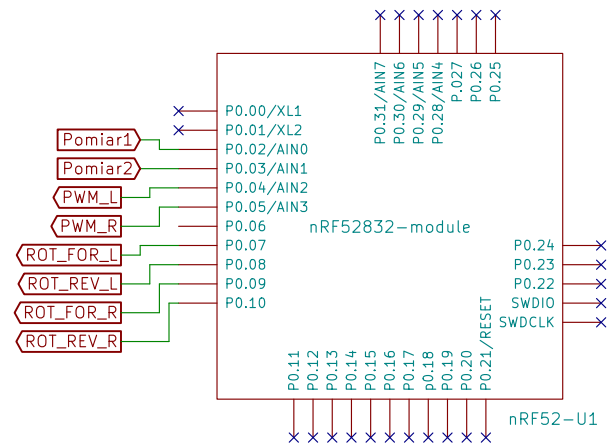 P0.31/AIN7
P0.30/AIN6
P0.29/AIN5
P0.28/AIN4
P.027
P0.26
P0.25
P0.00/XL1
P0.01/XL2
Pomiar1
P0.02/AIN0
Pomiar2
P0.03/AIN1
PWM_L
P0.04/AIN2
PWM_R
P0.05/AIN3
P0.06
nRF52832-module
ROT_FOR_L
P0.07
ROT_REV_L
P0.08
ROT_FOR_R
P0.09
ROT_REV_R
P0.10
P0.24
P0.23
P0.22
SWDIO
SWDCLK
P0.11
P0.12
P0.13
P0.14
P0.15
P0.16
P0.17
p0.18
P0.19
P0.20
P0.21/RESET
nRF52-U1